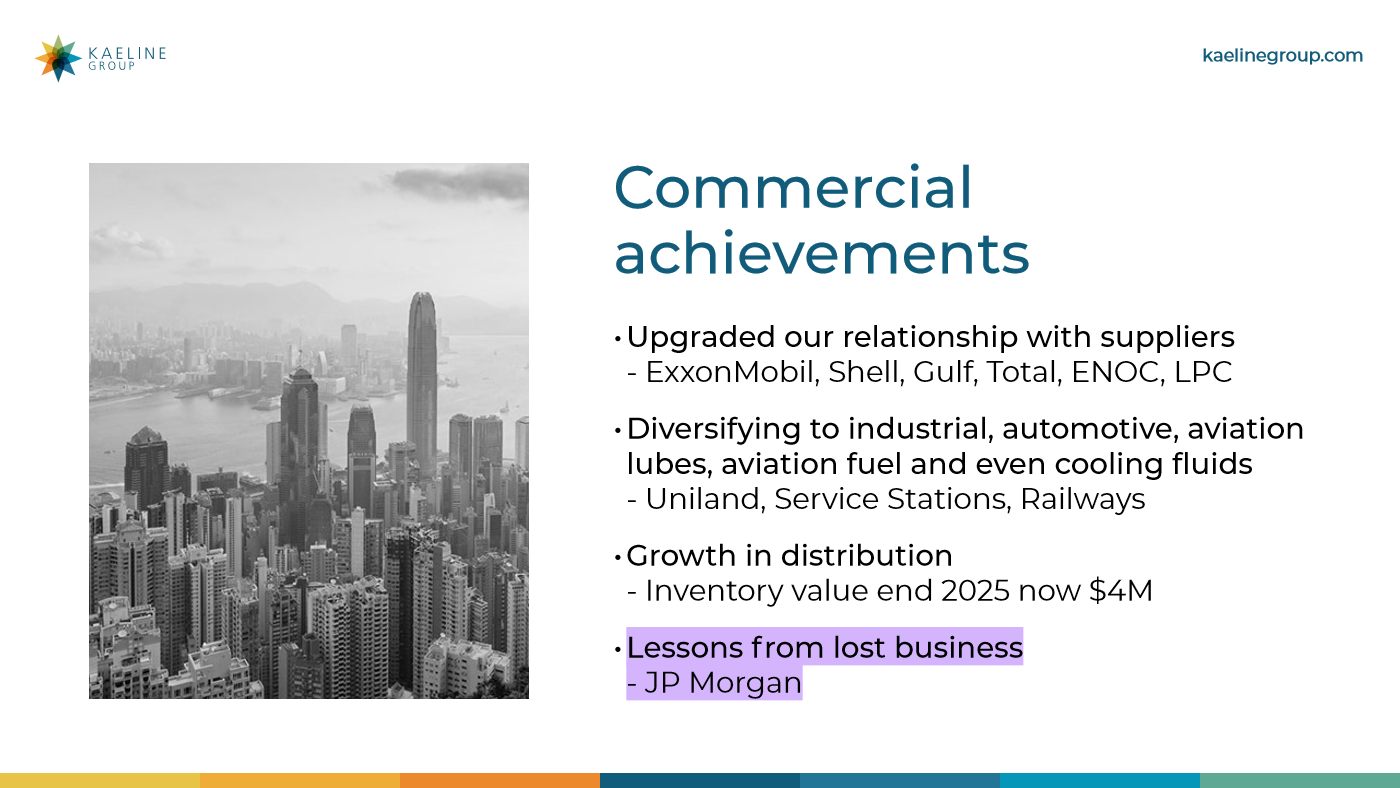 KAELINE
GROUP
kaelinegroup.com
Commercial
achievements
• Upgraded our relationship with suppliers
- ExxonMobil, Shell, Gulf, Total, ENOC, LPC
• Diversifying to industrial, automotive, aviation
lubes, aviation fuel and even cooling fluids
- Uniland, Service Stations, Railways
• Growth in distribution
- Inventory value end 2025 now $4M
• Lessons from lost business
- JP Morgan